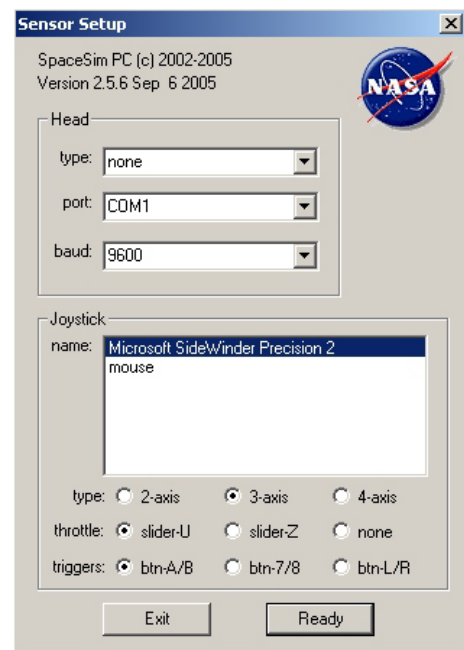 Sensor Setup
SpaceSim PC (c) 2002-2005
Version 2.5.6 Sep 6 2005
NASA
Head
type: none
port: COM1
baud: 9600
Joystick
name: Microsoft SideWinder Precision 2
mouse
type: 2-axis 3-axis 4-axis
throttle: slider-U slider-Z none
triggers: btn-A/B btn-7/8 btn-L/R
Exit Ready